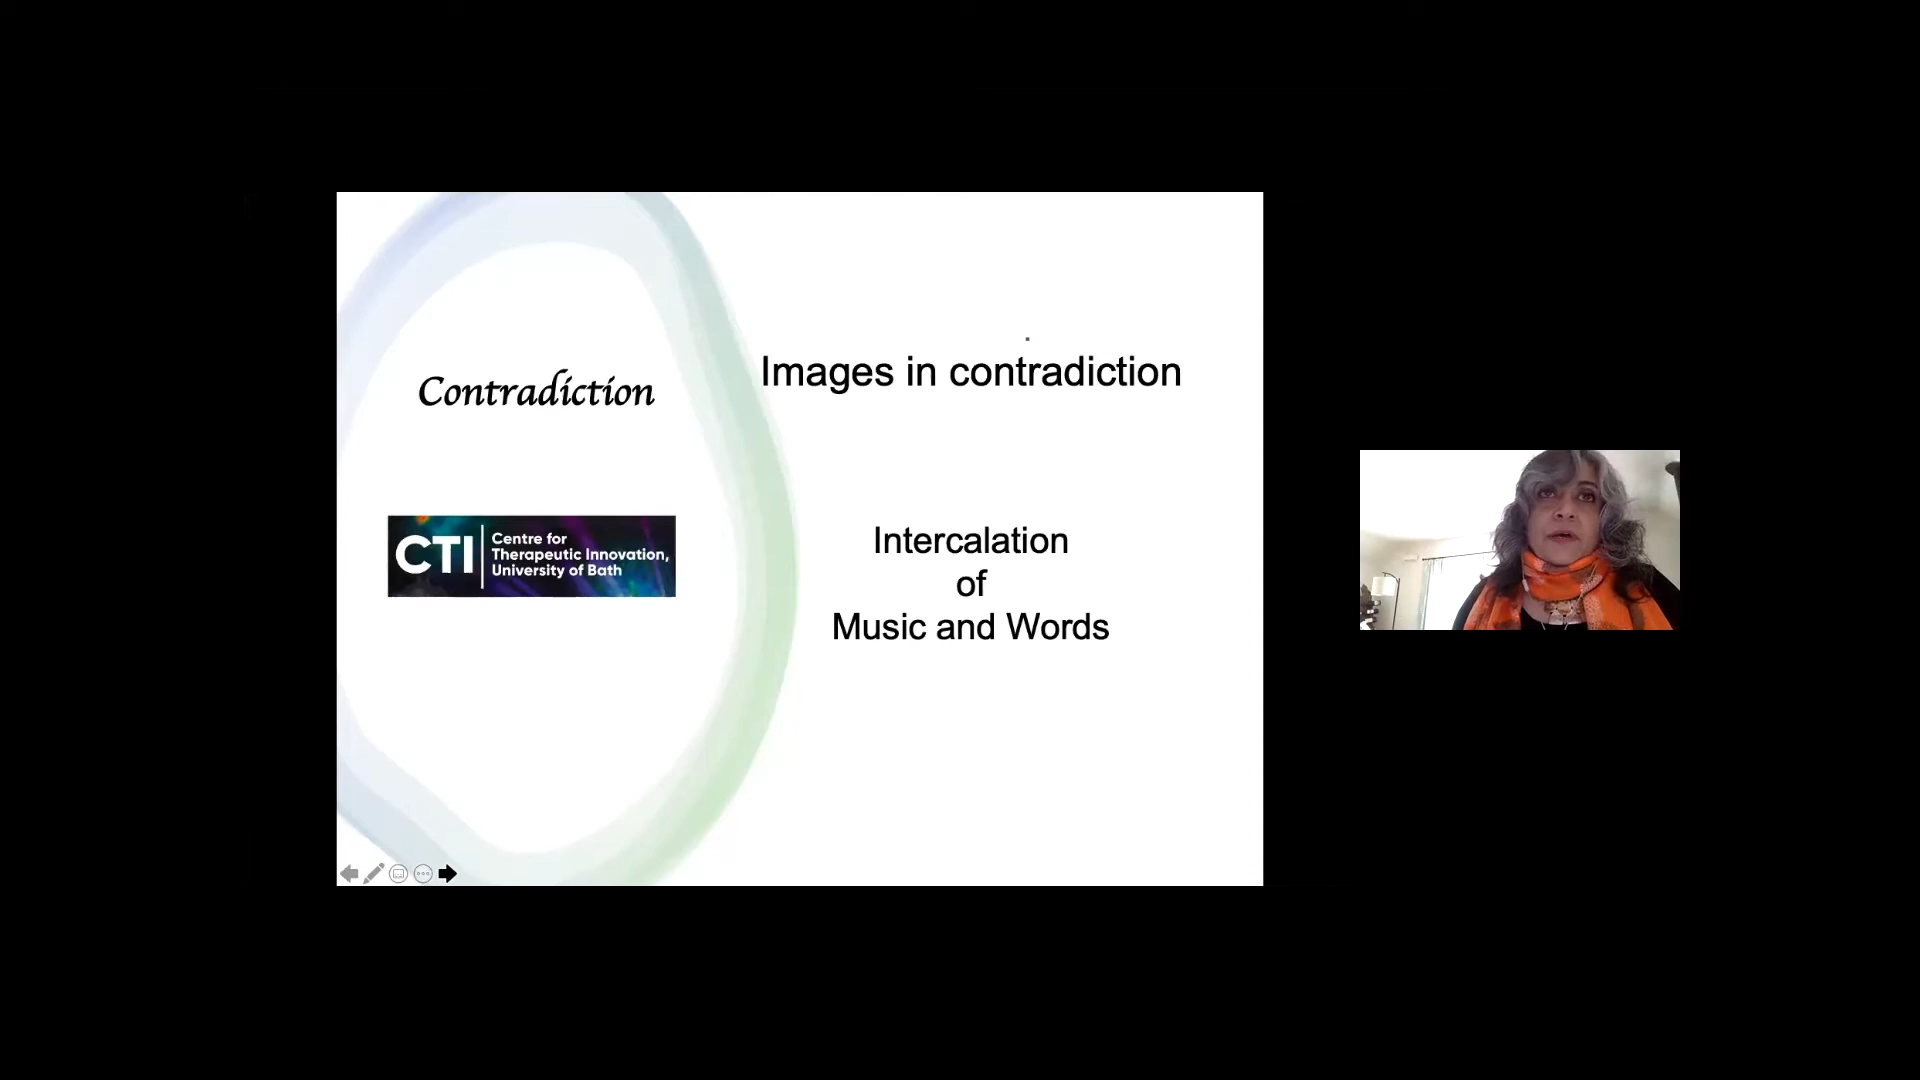 Contradiction
CTI
Centre for
Therapeutic Innovation,
University of Bath
Images in contradiction
Intercalation
of
Music and Words